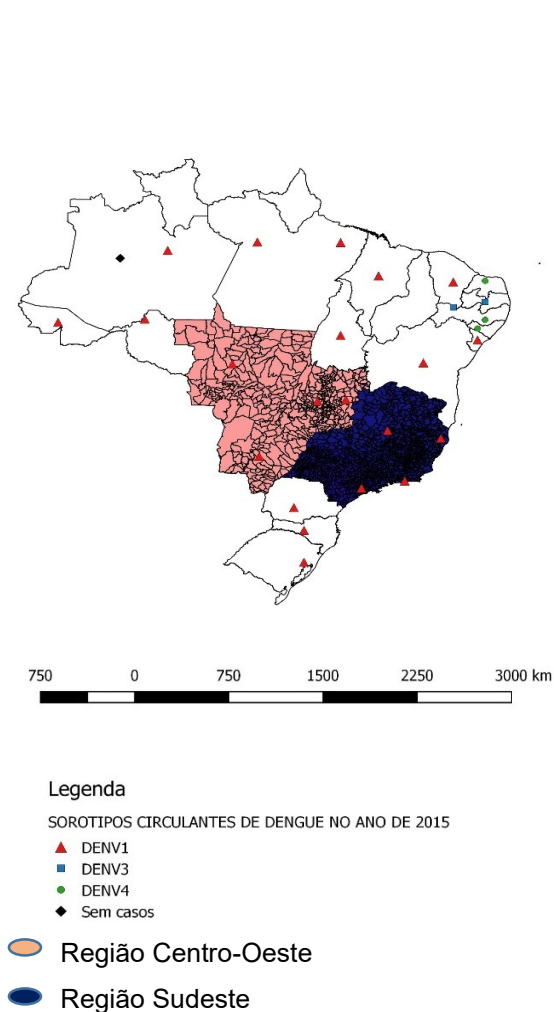 750 0 750 1500 2250 3000 km
Legenda
SOROTIPOS CIRCULANTES DE DENGUE NO ANO DE 2015
DENV1
DENV3
DENV4
Sem casos
Região Centro-Oeste
Região Sudeste